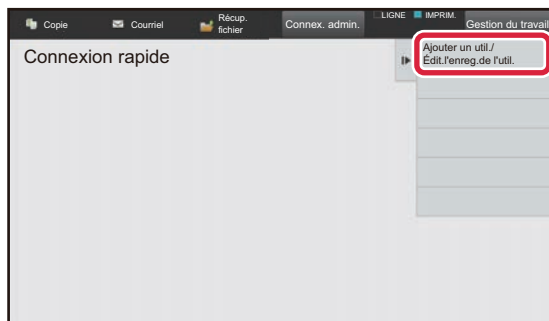 Copie
Courriel
Récup.
fichier
Connex. admin.
LIGNE
IMPRIM.
Gestion du travail
Connexion rapide
Ajouter un util./
Édit.l'enreg.de l'util.